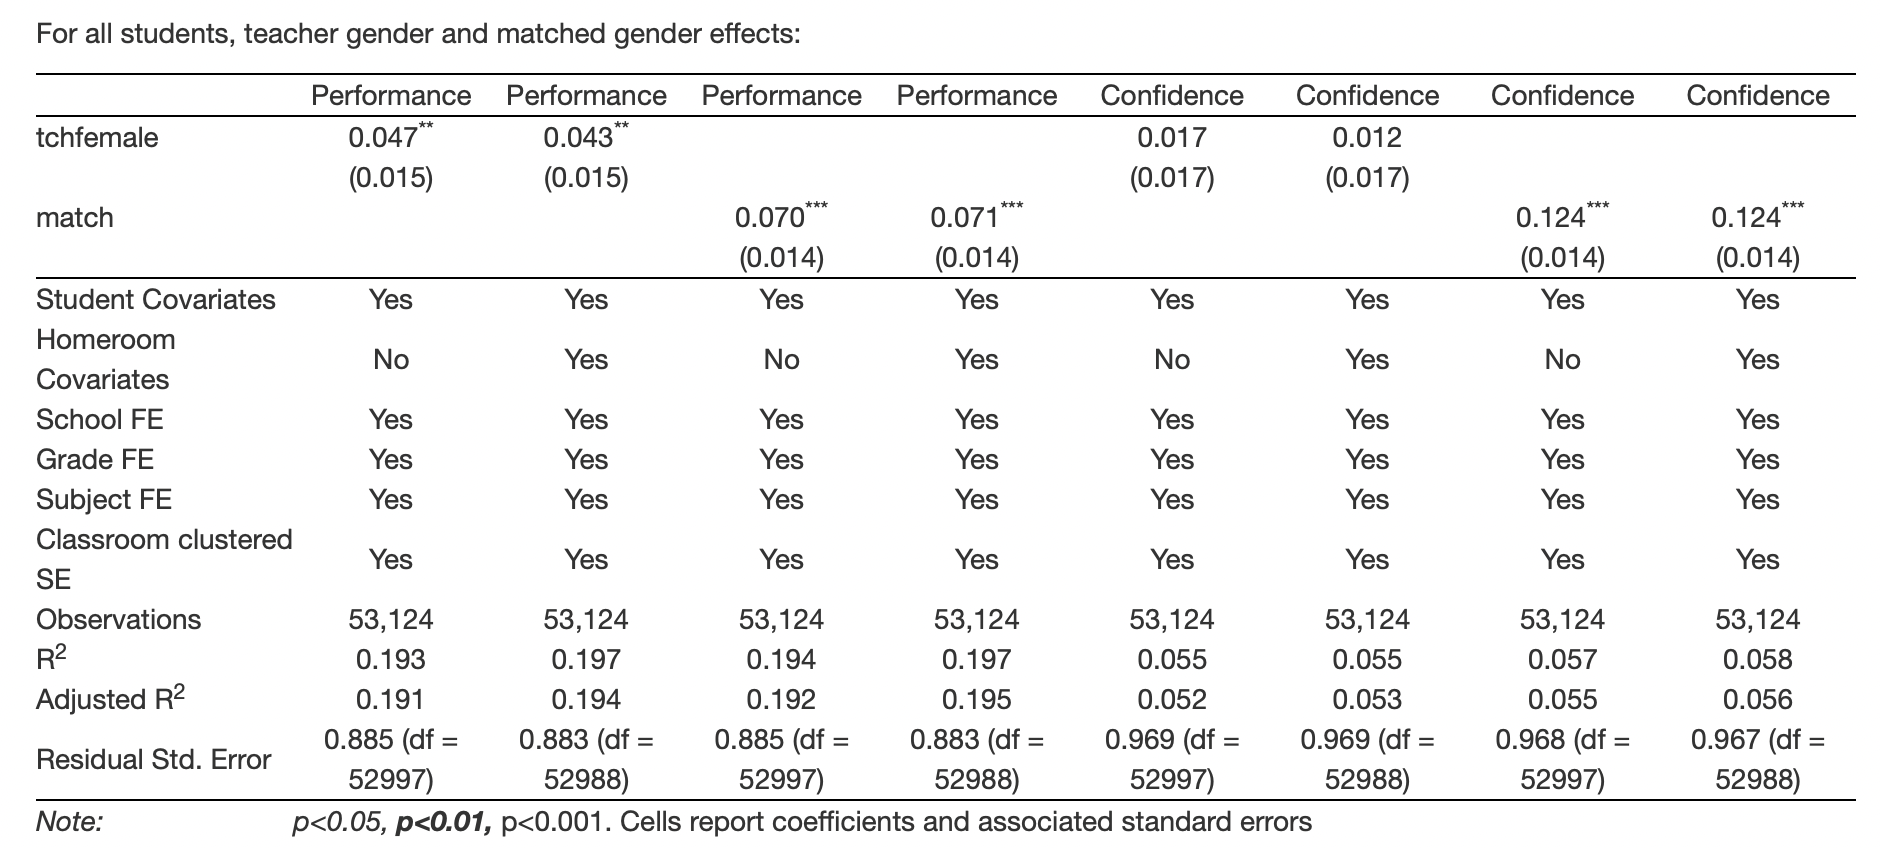 For all students, teacher gender and matched gender effects:
Performance Performance Performance Performance Confidence Confidence Confidence Confidence
tchfemale 0.047** 0.043** 0.017 0.012
(0.015) (0.015) (0.017) (0.017)
match 0.070*** 0.071*** 0.124*** 0.124***
(0.014) (0.014) (0.014) (0.014)
Student Covariates Yes Yes Yes Yes Yes Yes Yes Yes
Homeroom
Covariates No Yes No Yes No Yes No Yes
School FE Yes Yes Yes Yes Yes Yes Yes Yes
Grade FE Yes Yes Yes Yes Yes Yes Yes Yes
Subject FE Yes Yes Yes Yes Yes Yes Yes Yes
Classroom clustered
SE Yes Yes Yes Yes Yes Yes Yes Yes
Observations 53,124 53,124 53,124 53,124 53,124 53,124 53,124 53,124
R² 0.193 0.197 0.194 0.197 0.055 0.055 0.057 0.058
Adjusted R² 0.191 0.194 0.192 0.195 0.052 0.053 0.055 0.056
Residual Std. Error 0.885 (df = 0.883 (df = 0.885 (df = 0.883 (df = 0.969 (df = 0.969 (df = 0.968 (df = 0.967 (df =
52997) 52988) 52997) 52988) 52997) 52988) 52997) 52988)
Note: p<0.05, p<0.01, p<0.001. Cells report coefficients and associated standard errors